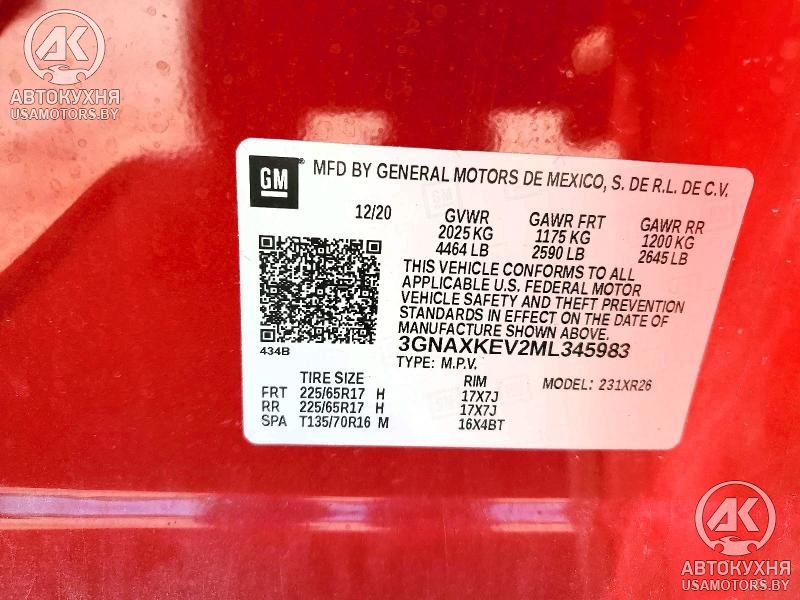 AK
АВТОКУХНЯ
USAMOTORS.BY
GM MFD BY GENERAL MOTORS DE MEXICO, S. DE R.L. DE C.V.
12/20 GVWR GAWR FRT GAWR RR
2025 KG 1175 KG 1200 KG
4464 LB 2590 LB 2645 LB
THIS VEHICLE CONFORMS TO ALL
APPLICABLE U.S. FEDERAL MOTOR
VEHICLE SAFETY AND THEFT PREVENTION
STANDARDS IN EFFECT ON THE DATE OF
MANUFACTURE SHOWN ABOVE.
434B 3GNAXKEV2ML345983
TYPE: M.P.V.
TIRE SIZE RIM MODEL: 231XR26
FRT 225/65R17 H 17X7J
RR 225/65R17 H 17X7J
SPA T135/70R16 M 16X4BT
AK
АВТОКУХНЯ
USAMOTORS.BY